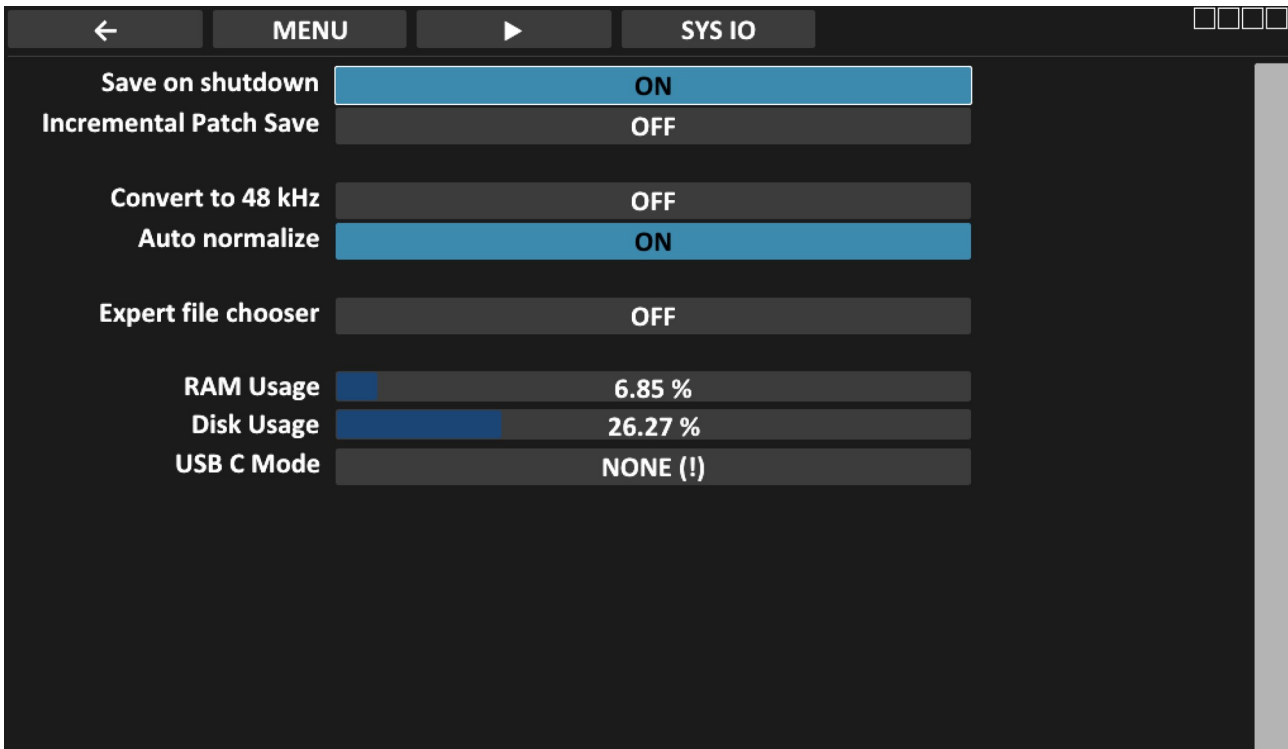 ← MENU ▶ SYS IO
Save on shutdown ON
Incremental Patch Save OFF
Convert to 48 kHz OFF
Auto normalize ON
Expert file chooser OFF
RAM Usage 6.85 %
Disk Usage 26.27 %
USB C Mode NONE (!)